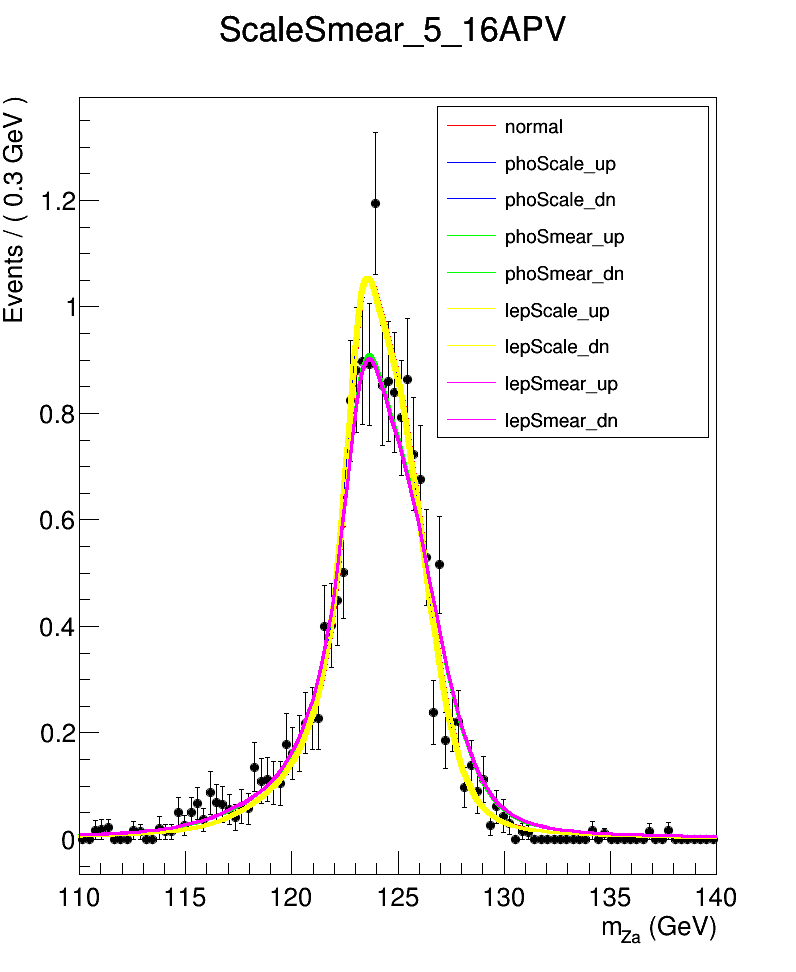 ScaleSmear_5_16APV
Events / ( 0.3 GeV )
normal
phoScale_up
phoScale_dn
phoSmear_up
phoSmear_dn
lepScale_up
lepScale_dn
lepSmear_up
lepSmear_dn
1.2
1
0.8
0.6
0.4
0.2
0
110 115 120 125 130 135 140
m_Za (GeV)